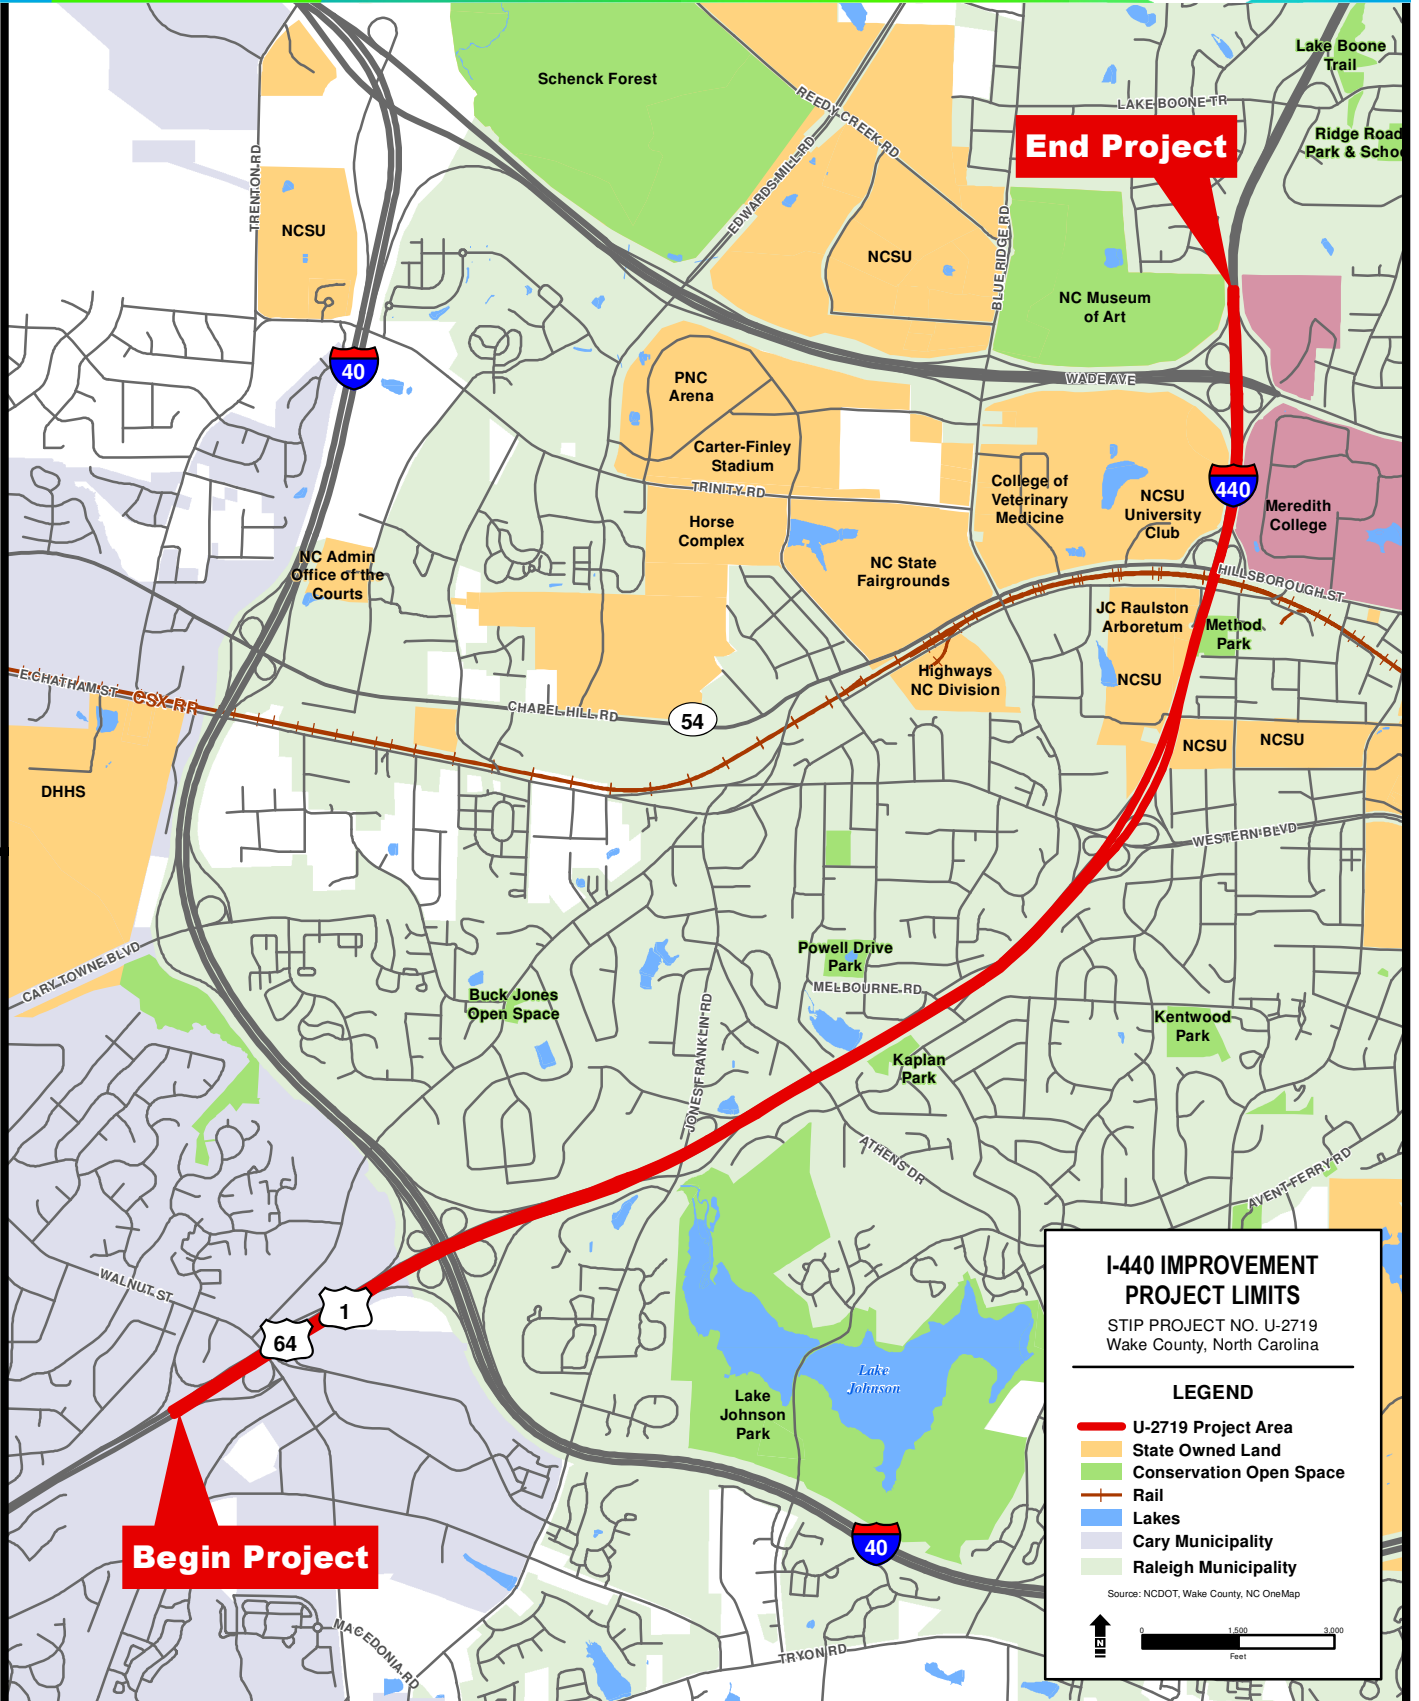 Schenck Forest
Lake Boone
Trail
LAKE BOONE TR
REEDY CREEK RD
Ridge Road
Park & Schoo
End Project
EDWARDS MILL RD
TRENTON RD
NCSU
NCSU
BLUE RIDGE RD
NC Museum
of Art
40
PNC
Arena
WADE AVE
Carter-Finley
Stadium
TRINITY RD
College of
Veterinary
Medicine
NCSU
University
Club
440
Meredith
College
Horse
Complex
NC State
Fairgrounds
NC Admin
Office of the
Courts
HILLSBOROUGH ST
JC Raulston
Arboretum
Method
Park
NCSU
Highways
NC Division
E CHATHAM ST
CSX RR
CHAPEL HILL RD
54
NCSU
NCSU
DHHS
WESTERN BLVD
CARY TOWNE BLVD
Powell Drive
Park
MELBOURNE RD
Buck Jones
Open Space
JONES FRANKLIN RD
Kentwood
Park
Kaplan
Park
ATHENS DR
AVENT FERRY RD
WALNUT ST
1
64
Lake
Johnson
Lake
Johnson
Park
40
Begin Project
MACEDONIA RD
TRYON RD
I-440 IMPROVEMENT
PROJECT LIMITS
STIP PROJECT NO. U-2719
Wake County, North Carolina
LEGEND
U-2719 Project Area
State Owned Land
Conservation Open Space
Rail
Lakes
Cary Municipality
Raleigh Municipality
Source: NCDOT, Wake County, NC OneMap
N
0 1,500 3,000
Feet